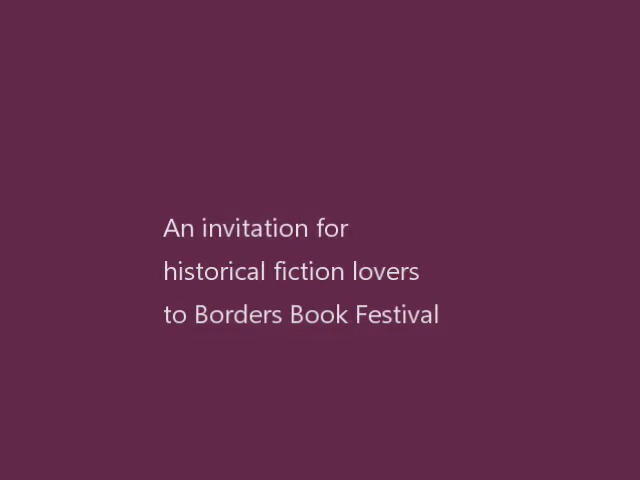 An invitation for
historical fiction lovers
to Borders Book Festival